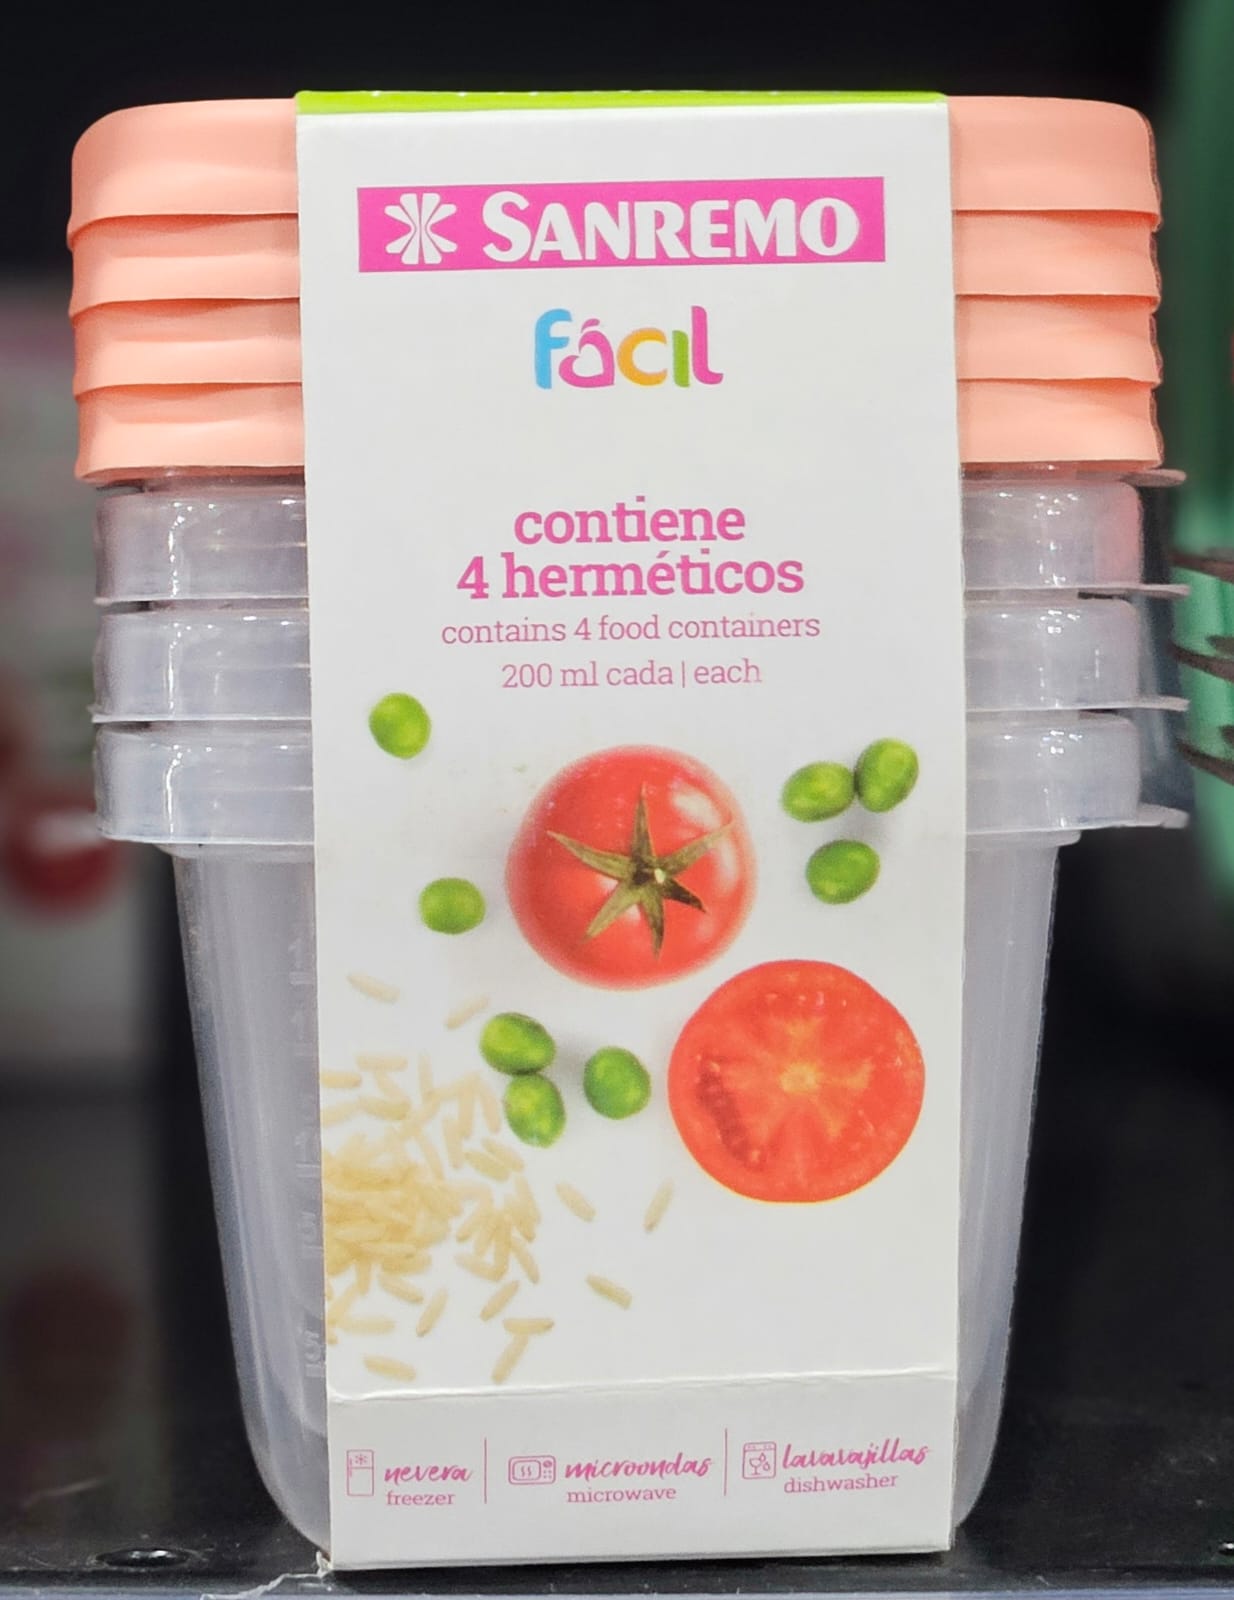 SANREMO
fácil
contiene
4 herméticos
contains 4 food containers
200 ml cada | each
nevera
freezer
microondas
microwave
lavavajillas
dishwasher